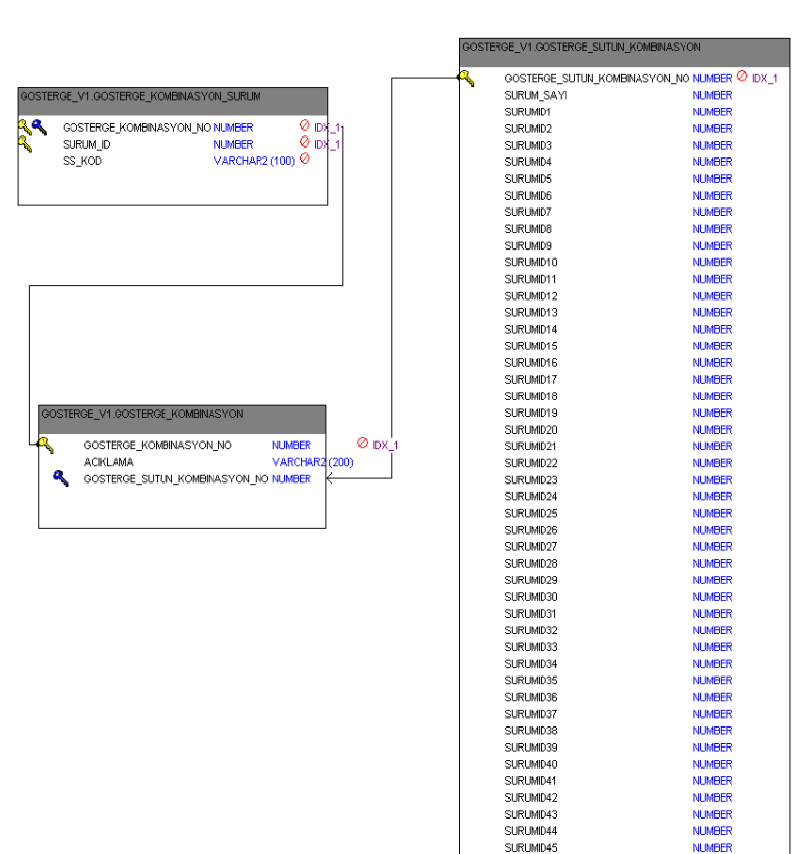 GOSTERGE_V1.GOSTERGE_KOMBINASYON_SURUM
GOSTERGE_KOMBINASYON_NO NUMBER IDX_1
SURUM_ID NUMBER IDX_1
SS_KOD VARCHAR2 (100)
GOSTERGE_V1.GOSTERGE_KOMBINASYON
GOSTERGE_KOMBINASYON_NO NUMBER IDX_1
ACIKLAMA VARCHAR2 (200)
GOSTERGE_SUTUN_KOMBINASYON_NO NUMBER
GOSTERGE_V1.GOSTERGE_SUTUN_KOMBINASYON
GOSTERGE_SUTUN_KOMBINASYON_NO NUMBER IDX_1
SURUM_SAYI NUMBER
SURUMID1 NUMBER
SURUMID2 NUMBER
SURUMID3 NUMBER
SURUMID4 NUMBER
SURUMID5 NUMBER
SURUMID6 NUMBER
SURUMID7 NUMBER
SURUMID8 NUMBER
SURUMID9 NUMBER
SURUMID10 NUMBER
SURUMID11 NUMBER
SURUMID12 NUMBER
SURUMID13 NUMBER
SURUMID14 NUMBER
SURUMID15 NUMBER
SURUMID16 NUMBER
SURUMID17 NUMBER
SURUMID18 NUMBER
SURUMID19 NUMBER
SURUMID20 NUMBER
SURUMID21 NUMBER
SURUMID22 NUMBER
SURUMID23 NUMBER
SURUMID24 NUMBER
SURUMID25 NUMBER
SURUMID26 NUMBER
SURUMID27 NUMBER
SURUMID28 NUMBER
SURUMID29 NUMBER
SURUMID30 NUMBER
SURUMID31 NUMBER
SURUMID32 NUMBER
SURUMID33 NUMBER
SURUMID34 NUMBER
SURUMID35 NUMBER
SURUMID36 NUMBER
SURUMID37 NUMBER
SURUMID38 NUMBER
SURUMID39 NUMBER
SURUMID40 NUMBER
SURUMID41 NUMBER
SURUMID42 NUMBER
SURUMID43 NUMBER
SURUMID44 NUMBER
SURUMID45 NUMBER